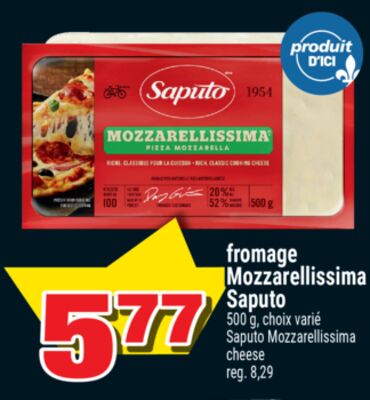 produit
D'ICI
Saputo
1954
MOZZARELLISSIMA
PIZZA MOZZARELLA
RICHE, CLASSIQUE POUR LA CUISSON • RICH, CLASSIC COOKING CHEESE
100
28%
52%
500 g
fromage
Mozzarellissima
Saputo
500 g, choix varié
Saputo Mozzarellissima
cheese
reg. 8,29
5.77